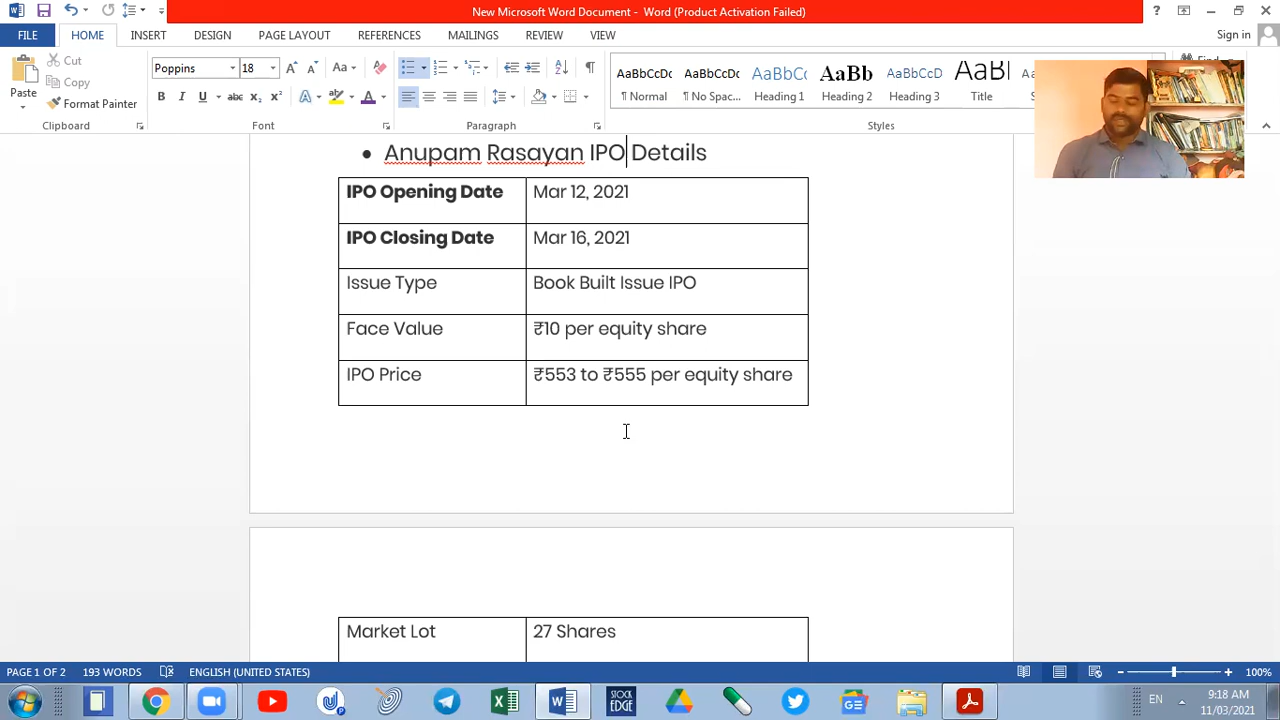 New Microsoft Word Document - Word (Product Activation Failed)
FILE HOME INSERT DESIGN PAGE LAYOUT REFERENCES MAILINGS REVIEW VIEW Sign in
Cut
Copy
Format Painter
Paste
Clipboard
Poppins 18
Font
Paragraph
AaBbCcDc AaBbCcDc AaBbCc AaBb AaBbCcD AaB
¶ Normal ¶ No Spac... Heading 1 Heading 2 Heading 3 Title
Styles
• Anupam Rasayan IPO Details
IPO Opening Date Mar 12, 2021
IPO Closing Date Mar 16, 2021
Issue Type Book Built Issue IPO
Face Value ₹10 per equity share
IPO Price ₹553 to ₹555 per equity share
Market Lot 27 Shares
PAGE 1 OF 2 193 WORDS ENGLISH (UNITED STATES) 100%
STOCK EDGE
EN
9:18 AM
11/03/2021